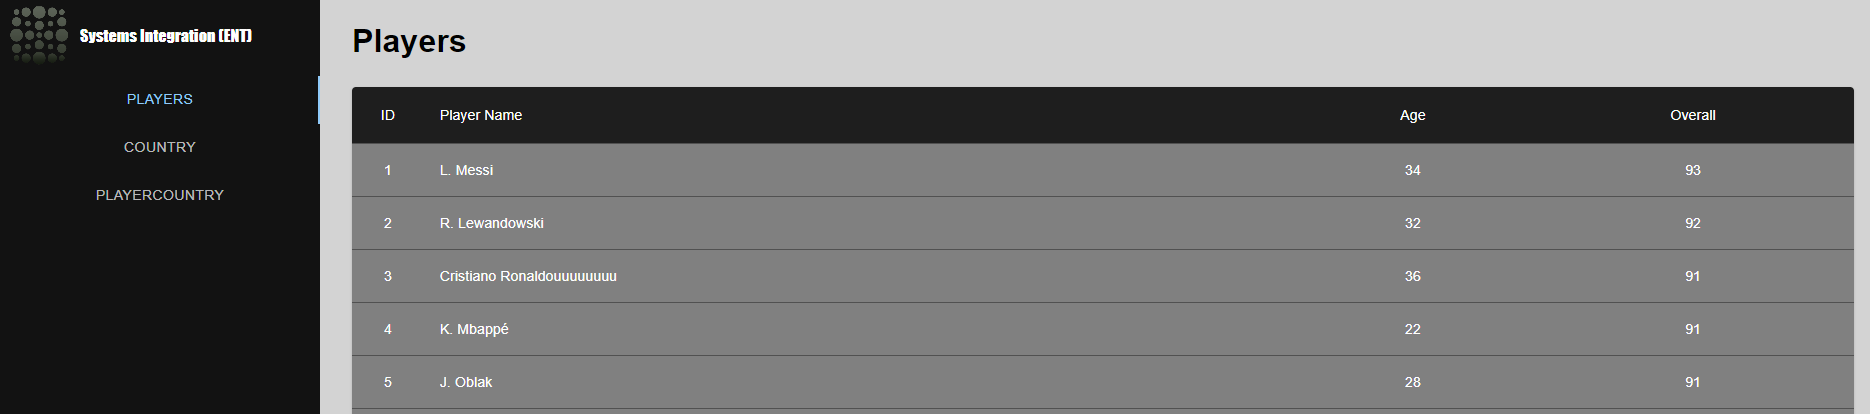 Systems Integration (ENT)
PLAYERS
COUNTRY
PLAYERCOUNTRY
Players
ID Player Name Age Overall
1 L. Messi 34 93
2 R. Lewandowski 32 92
3 Cristiano Ronaldouuuuuuuu 36 91
4 K. Mbappé 22 91
5 J. Oblak 28 91